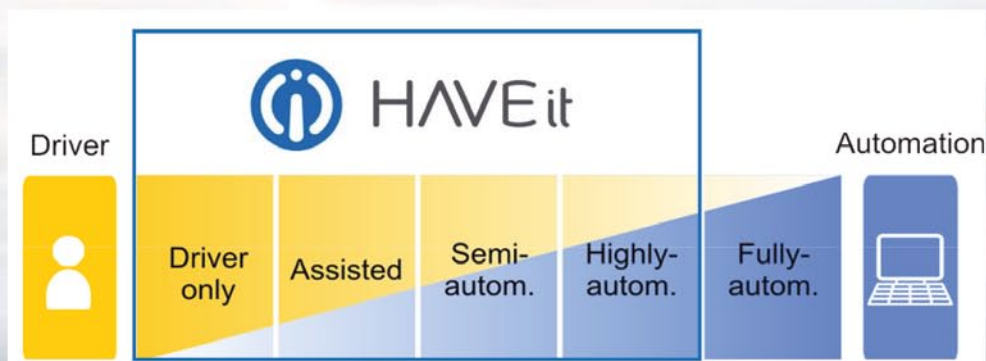 HAVEit
Driver
Automation
Driver
only
Assisted
Semi-
autom.
Highly-
autom.
Fully-
autom.